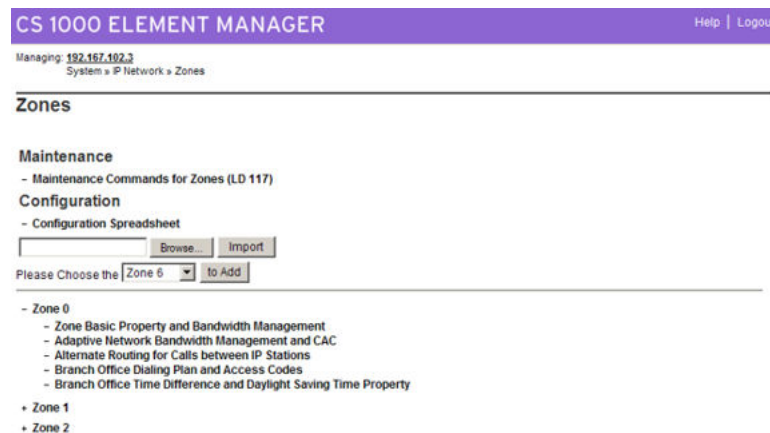 CS 1000 ELEMENT MANAGER
Help | Logou
Managing: 192.167.102.3
System » IP Network » Zones
Zones
Maintenance
– Maintenance Commands for Zones (LD 117)
Configuration
– Configuration Spreadsheet
Browse... Import
Please Choose the Zone 6 to Add
– Zone 0
– Zone Basic Property and Bandwidth Management
– Adaptive Network Bandwidth Management and CAC
– Alternate Routing for Calls between IP Stations
– Branch Office Dialing Plan and Access Codes
– Branch Office Time Difference and Daylight Saving Time Property
+ Zone 1
+ Zone 2